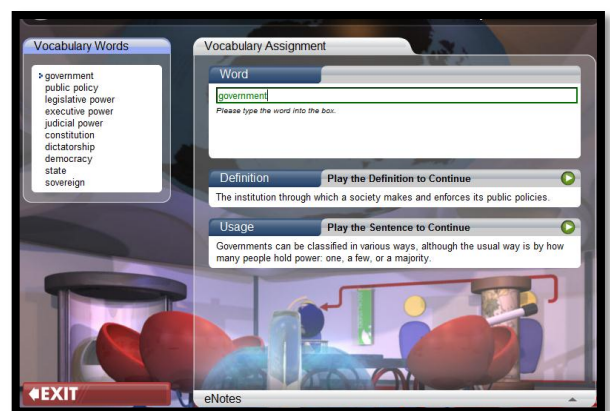 Vocabulary Words
government
public policy
legislative power
executive power
judicial power
constitution
dictatorship
democracy
state
sovereign
Vocabulary Assignment
Word
government
Please type the word into the box.
Definition
Play the Definition to Continue
The institution through which a society makes and enforces its public policies.
Usage
Play the Sentence to Continue
Governments can be classified in various ways, although the usual way is by how
many people hold power: one, a few, or a majority.
EXIT
eNotes